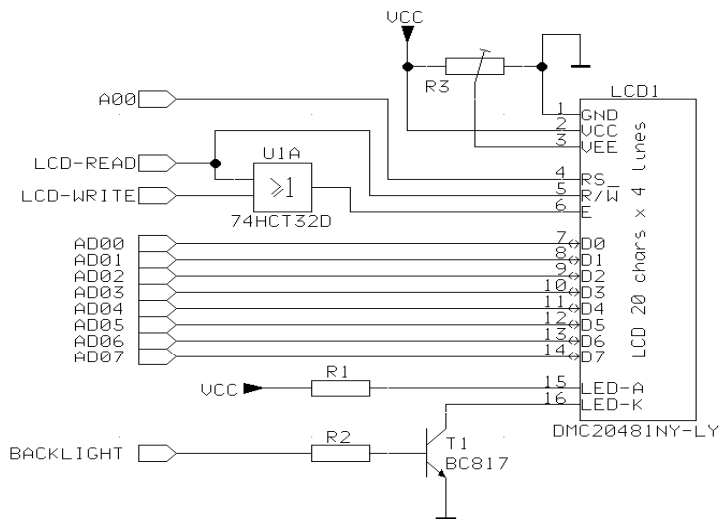 VCC
R3
LCD1
A00
1 GND
2 VCC
3 VEE
LCD-READ
U1A
4 RS
LCD-WRITE
≥1
5 R/W
6 E
74HCT32D
AD00
7 D0
AD01
8 D1
AD02
9 D2
AD03
10 D3
AD04
11 D4
AD05
12 D5
AD06
13 D6
AD07
14 D7
LCD 20 chars x 4 lines
R1
VCC
15 LED-A
16 LED-K
DMC20481NY-LY
R2
T1
BACKLIGHT
BC817